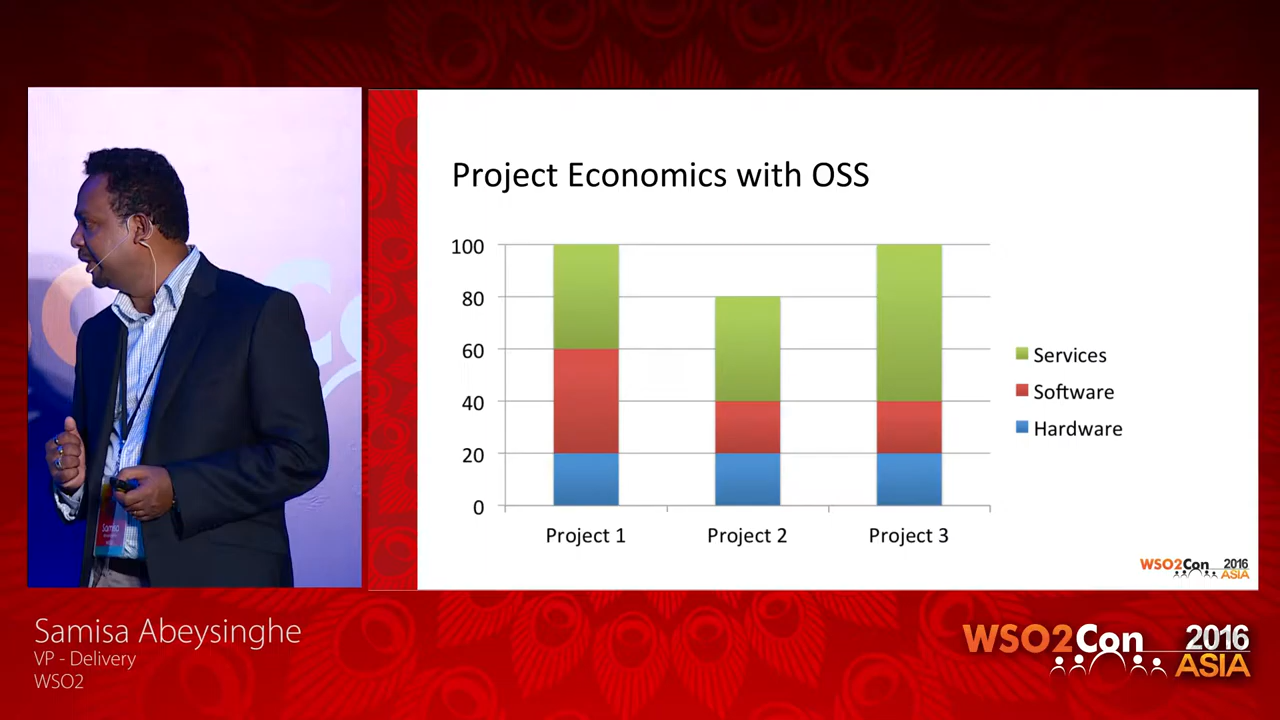 Project Economics with OSS
100
80
60
40
20
0
Services
Software
Hardware
Project 1
Project 2
Project 3
WSO2Con 2016
ASIA
Samisa
Samisa Abeysinghe
VP - Delivery
WSO2
WSO2Con 2016
ASIA